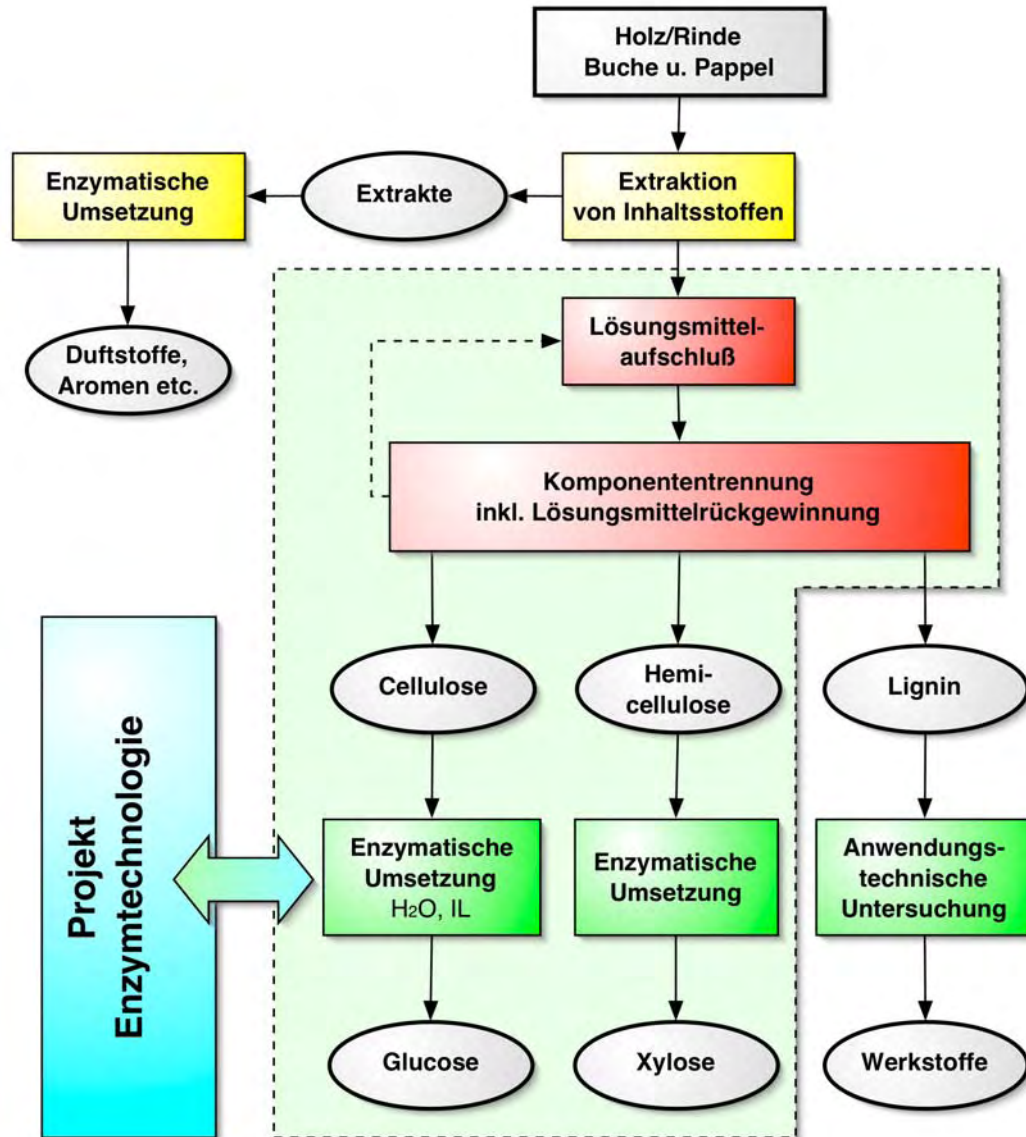 Holz/Rinde
Buche u. Pappel
Enzymatische
Umsetzung
Extrakte
Extraktion
von Inhaltsstoffen
Duftstoffe,
Aromen etc.
Lösungsmittel-
aufschluß
Komponententrennung
inkl. Lösungsmittelrückgewinnung
Cellulose
Hemi-
cellulose
Lignin
Projekt
Enzymtechnologie
Enzymatische
Umsetzung
H₂O, IL
Enzymatische
Umsetzung
Anwendungs-
technische
Untersuchung
Glucose
Xylose
Werkstoffe